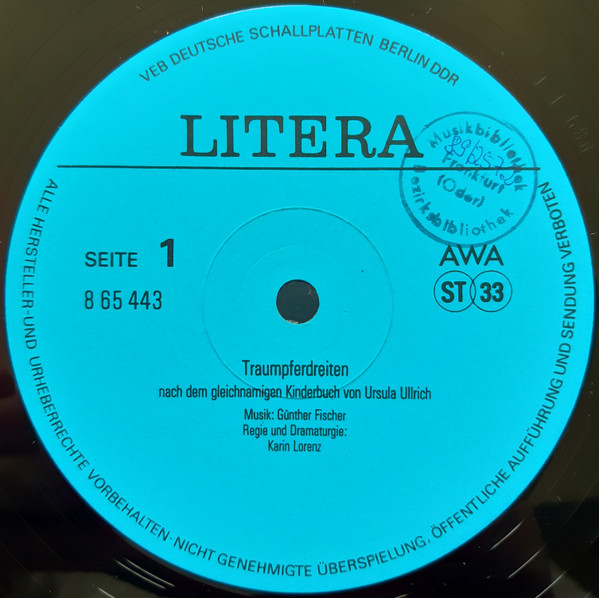 VEB DEUTSCHE SCHALLPLATTEN BERLIN DDR
LITERA
Musikbibliothek
Frankfurt
(Oder)
Bezirksbibliothek
SEITE 1
8 65 443
AWA
ST 33
Traumpferdreiten
nach dem gleichnamigen Kinderbuch von Ursula Ullrich
Musik: Günther Fischer
Regie und Dramaturgie:
Karin Lorenz
ALLE HERSTELLER-UND URHEBERRECHTE VORBEHALTEN·NICHT GENEHMIGTE ÜBERSPIELUNG, ÖFFENTLICHE AUFFÜHRUNG UND SENDUNG VERBOTEN